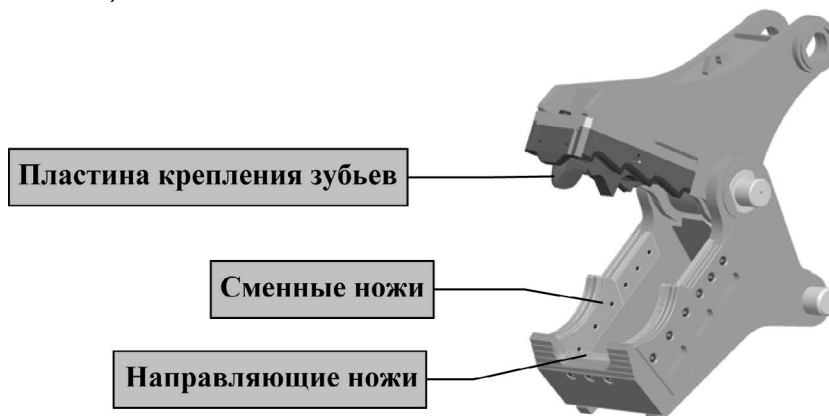 Пластина крепления зубьев
Сменные ножи
Направляющие ножи